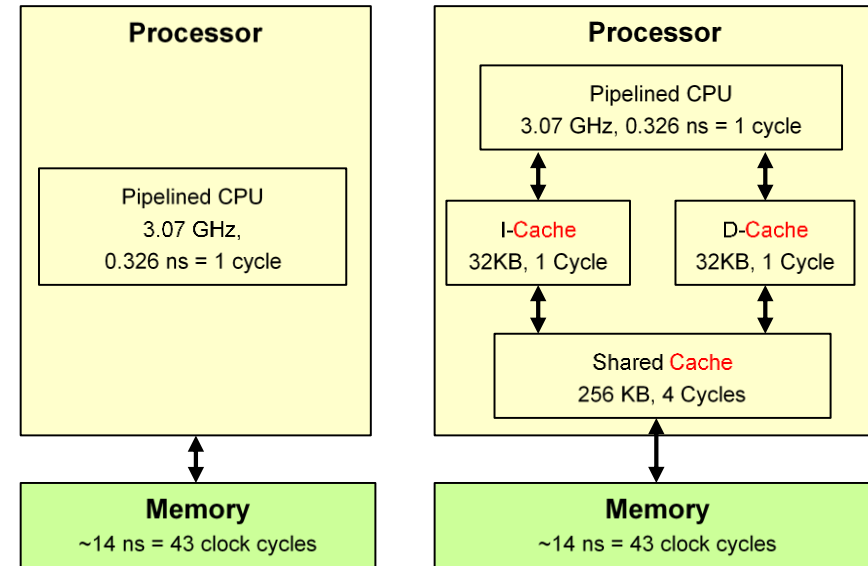 Processor
Pipelined CPU
3.07 GHz,
0.326 ns = 1 cycle
Memory
~14 ns = 43 clock cycles
Processor
Pipelined CPU
3.07 GHz, 0.326 ns = 1 cycle
I-Cache
32KB, 1 Cycle
D-Cache
32KB, 1 Cycle
Shared Cache
256 KB, 4 Cycles
Memory
~14 ns = 43 clock cycles